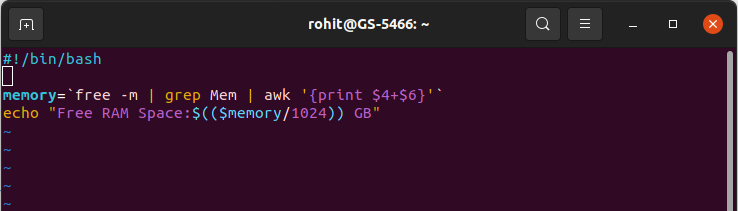 rohit@GS-5466: ~
#!/bin/bash

memory=`free -m | grep Mem | awk '{print $4+$6}'`
echo "Free RAM Space:$(($memory/1024)) GB"
~
~
~
~
~